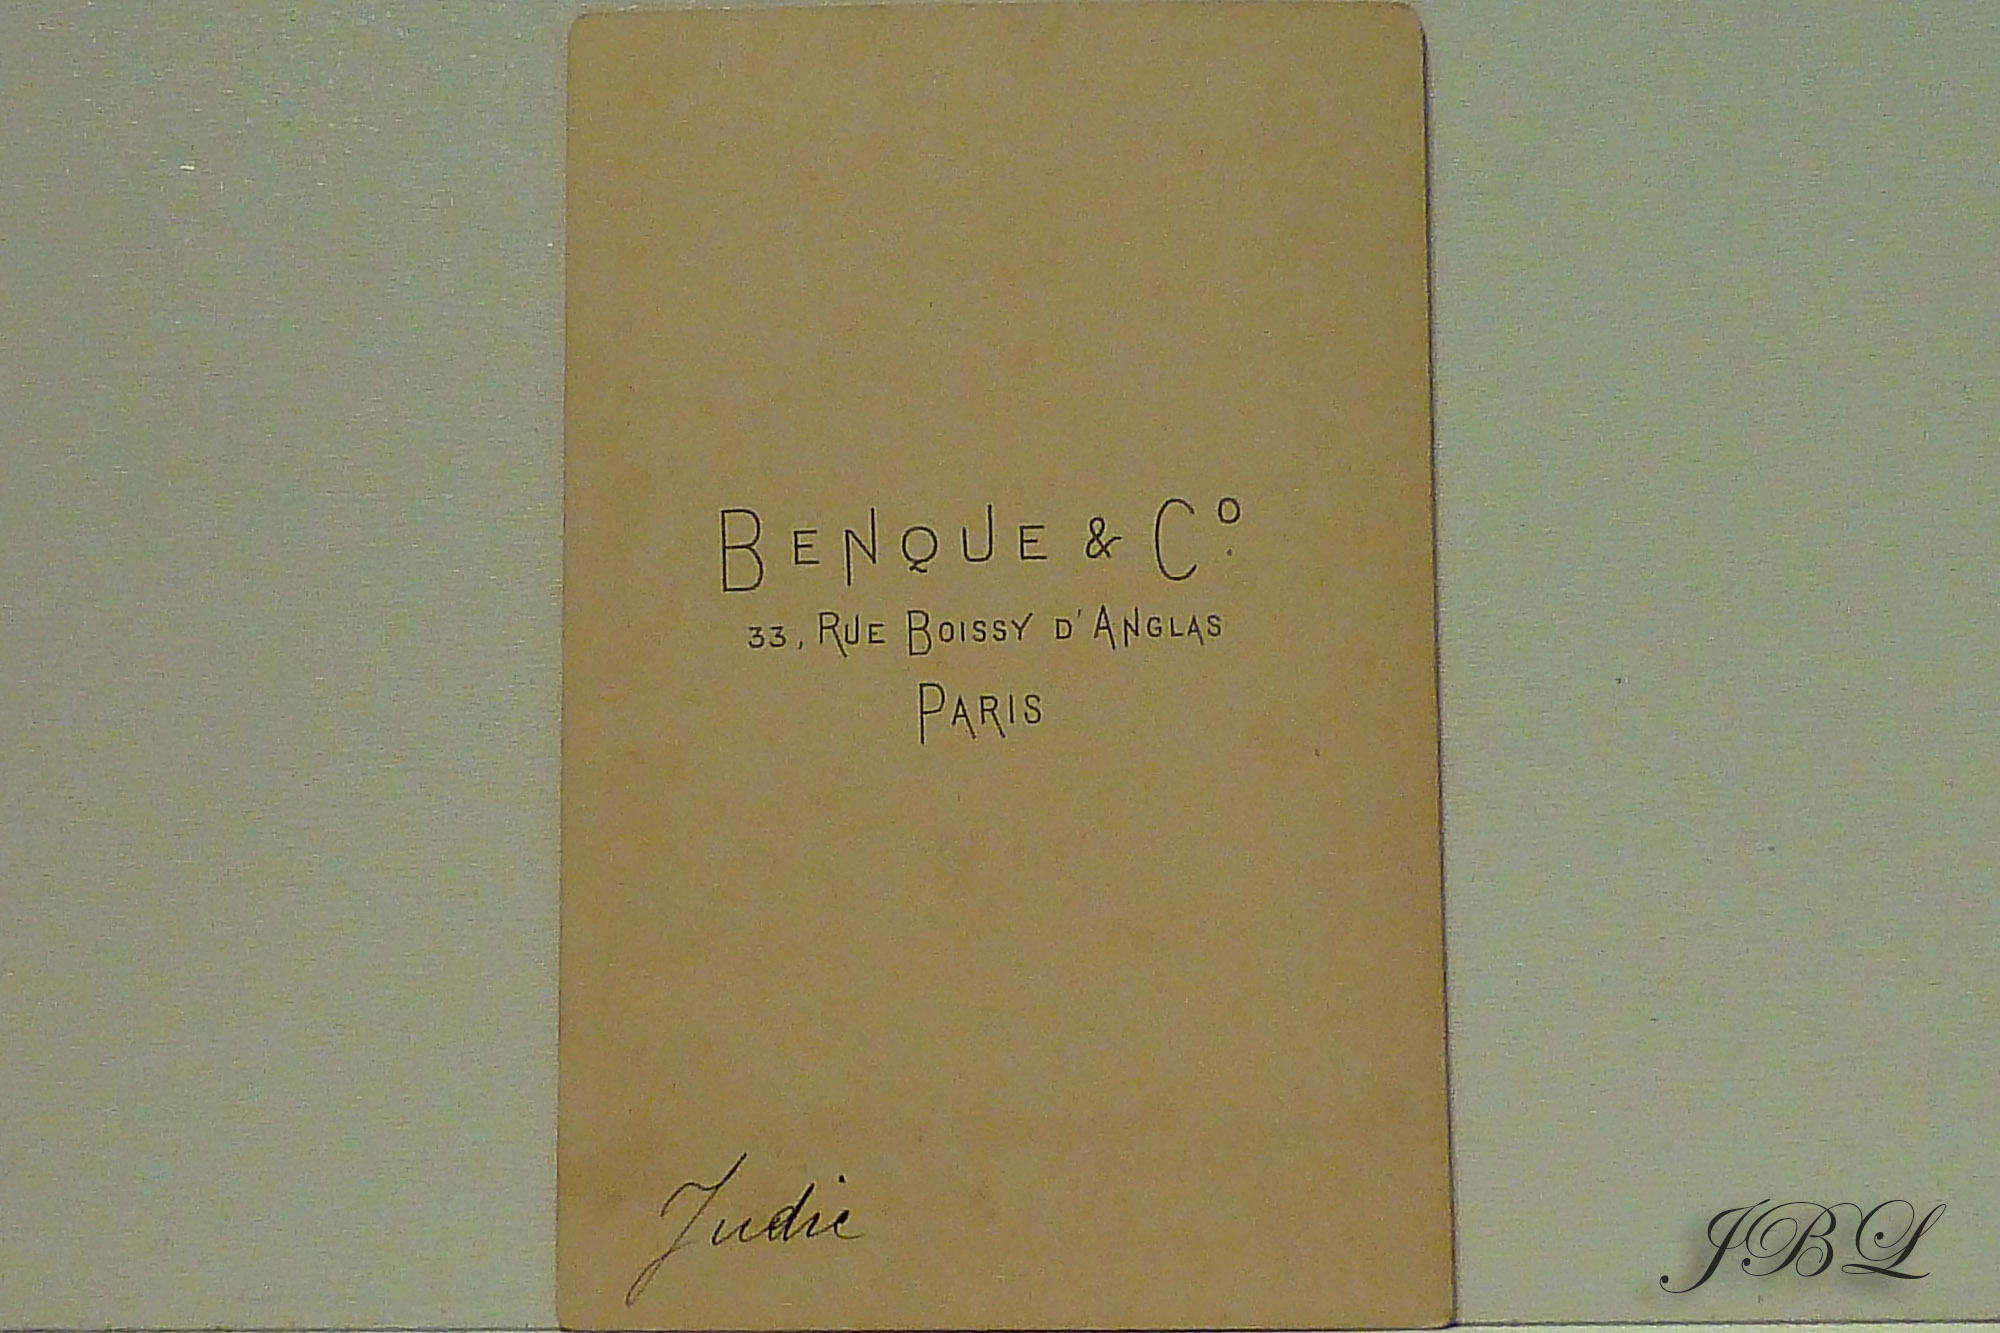 BENQUE & Cº
33, RUE BOISSY D'ANGLAS
PARIS
Judic
JBL